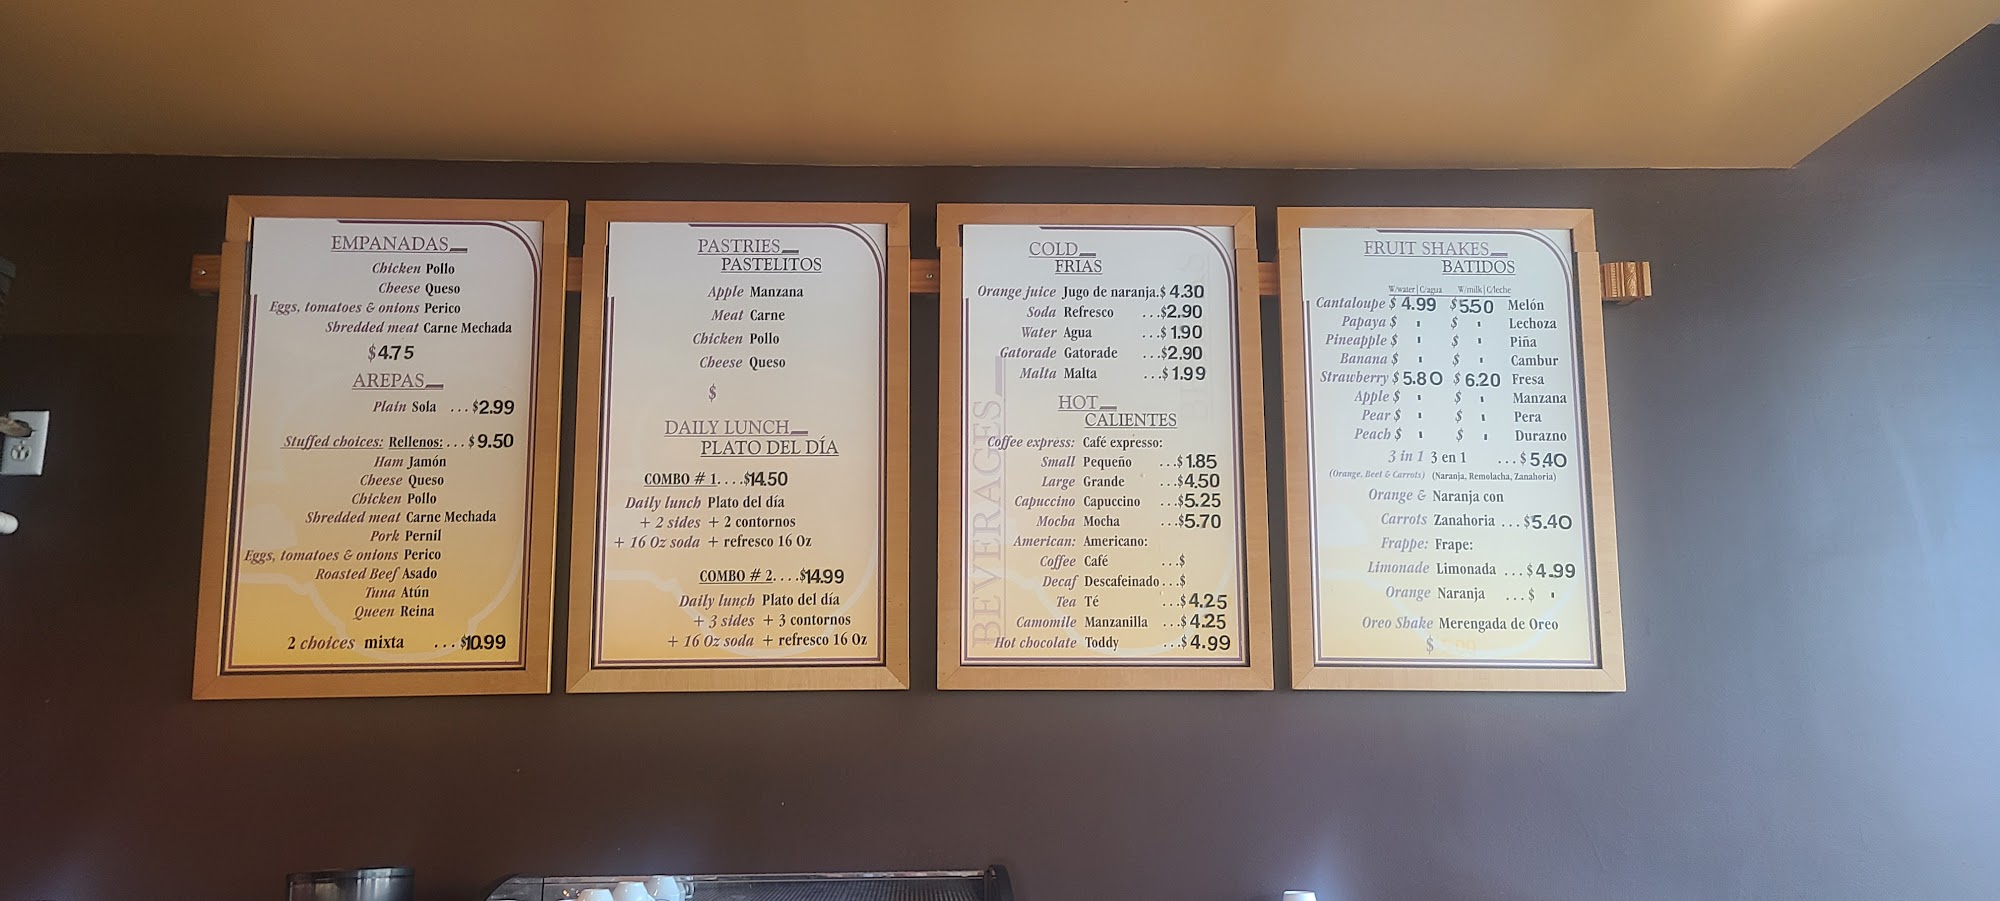 EMPANADAS
Chicken Pollo
Cheese Queso
Eggs, tomatoes & onions Perico
Shredded meat Carne Mechada
$4.75
AREPAS
Plain Sola ...$2.99
Stuffed choices: Rellenos:...$9.50
Ham Jamón
Cheese Queso
Chicken Pollo
Shredded meat Carne Mechada
Pork Pernil
Eggs, tomatoes & onions Perico
Roasted Beef Asado
Tuna Atún
Queen Reina
2 choices mixta ...$10.99
PASTRIES
PASTELITOS
Apple Manzana
Meat Carne
Chicken Pollo
Cheese Queso
$
DAILY LUNCH
PLATO DEL DÍA
COMBO # 1....$14.50
Daily lunch Plato del día
+ 2 sides + 2 contornos
+ 16 Oz soda + refresco 16 Oz
COMBO # 2....$14.99
Daily lunch Plato del día
+ 3 sides + 3 contornos
+ 16 Oz soda + refresco 16 Oz
BEVERAGES
COLD
FRIAS
Orange juice Jugo de naranja.$4.30
Soda Refresco ...$2.90
Water Agua ...$1.90
Gatorade Gatorade ...$2.90
Malta Malta ...$1.99
HOT
CALIENTES
Coffee express: Café expresso:
Small Pequeño ...$1.85
Large Grande ...$4.50
Capuccino Capuccino ...$5.25
Mocha Mocha ...$5.70
American: Americano:
Coffee Café ...$
Decaf Descafeinado...$
Tea Té ...$4.25
Camomile Manzanilla ...$4.25
Hot chocolate Toddy ...$4.99
FRUIT SHAKES
BATIDOS
W/water | C/agua W/milk | C/leche
Cantaloupe $4.99 $5.50 Melón
Papaya $ " $ " Lechoza
Pineapple $ " $ " Piña
Banana $ " $ " Cambur
Strawberry $5.80 $6.20 Fresa
Apple $ " $ " Manzana
Pear $ " $ " Pera
Peach $ " $ " Durazno
3 in 1 3 en 1 ...$5.40
(Orange, Beet & Carrots) (Naranja, Remolacha, Zanahoria)
Orange & Naranja con
Carrots Zanahoria ...$5.40
Frappe: Frape:
Limonade Limonada ...$4.99
Orange Naranja ...$ "
Oreo Shake Merengada de Oreo
$